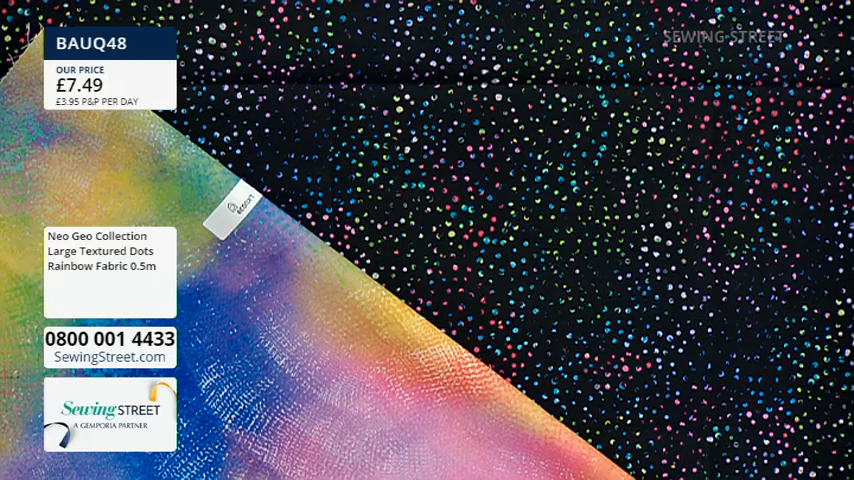 SEWING STREET
BAUQ48
OUR PRICE
£7.49
£3.95 P&P PER DAY
Neo Geo Collection
Large Textured Dots
Rainbow Fabric 0.5m
0800 001 4433
SewingStreet.com
Sewing STREET
A GEMPORIA PARTNER